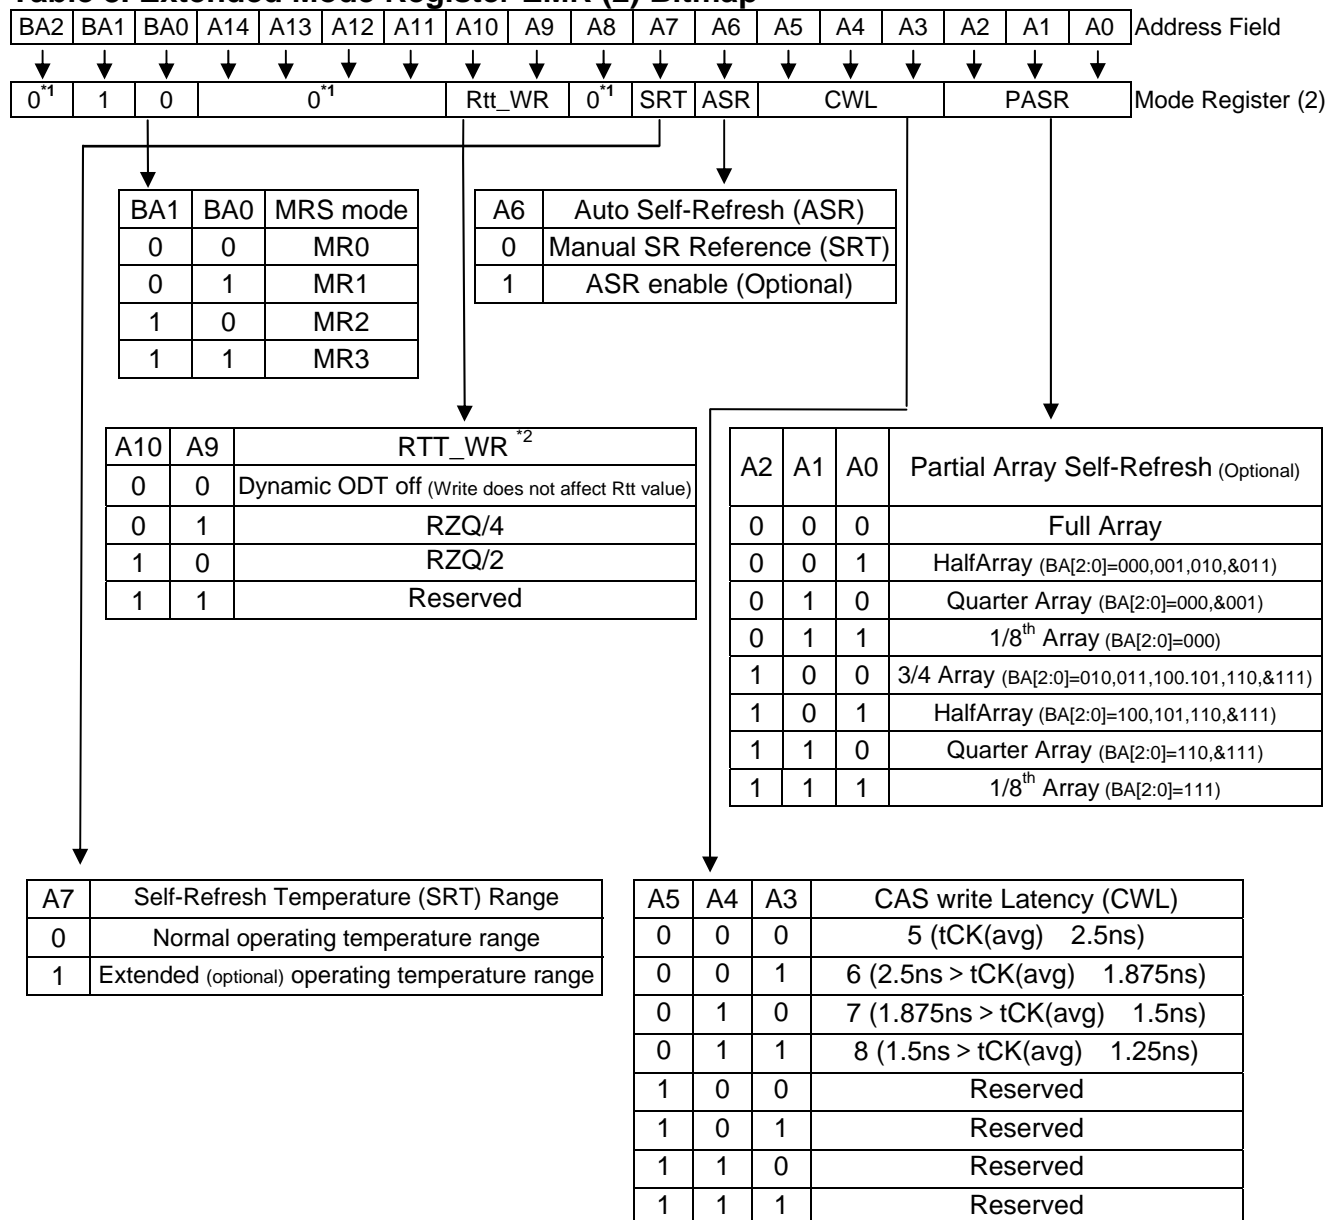 BA2 BA1 BA0 A14 A13 A12 A11 A10 A9 A8 A7 A6 A5 A4 A3 A2 A1 A0 Address Field
0*1 1 0 0*1 Rtt_WR 0*1 SRT ASR CWL PASR Mode Register (2)
BA1 BA0 MRS mode
0 0 MR0
0 1 MR1
1 0 MR2
1 1 MR3
A6 Auto Self-Refresh (ASR)
0 Manual SR Reference (SRT)
1 ASR enable (Optional)
A10 A9 RTT_WR *2
0 0 Dynamic ODT off (Write does not affect Rtt value)
0 1 RZQ/4
1 0 RZQ/2
1 1 Reserved
A2 A1 A0 Partial Array Self-Refresh (Optional)
0 0 0 Full Array
0 0 1 HalfArray (BA[2:0]=000,001,010,&011)
0 1 0 Quarter Array (BA[2:0]=000,&001)
0 1 1 1/8th Array (BA[2:0]=000)
1 0 0 3/4 Array (BA[2:0]=010,011,100.101,110,&111)
1 0 1 HalfArray (BA[2:0]=100,101,110,&111)
1 1 0 Quarter Array (BA[2:0]=110,&111)
1 1 1 1/8th Array (BA[2:0]=111)
A7 Self-Refresh Temperature (SRT) Range
0 Normal operating temperature range
1 Extended (optional) operating temperature range
A5 A4 A3 CAS write Latency (CWL)
0 0 0 5 (tCK(avg) 2.5ns)
0 0 1 6 (2.5ns > tCK(avg) 1.875ns)
0 1 0 7 (1.875ns > tCK(avg) 1.5ns)
0 1 1 8 (1.5ns > tCK(avg) 1.25ns)
1 0 0 Reserved
1 0 1 Reserved
1 1 0 Reserved
1 1 1 Reserved